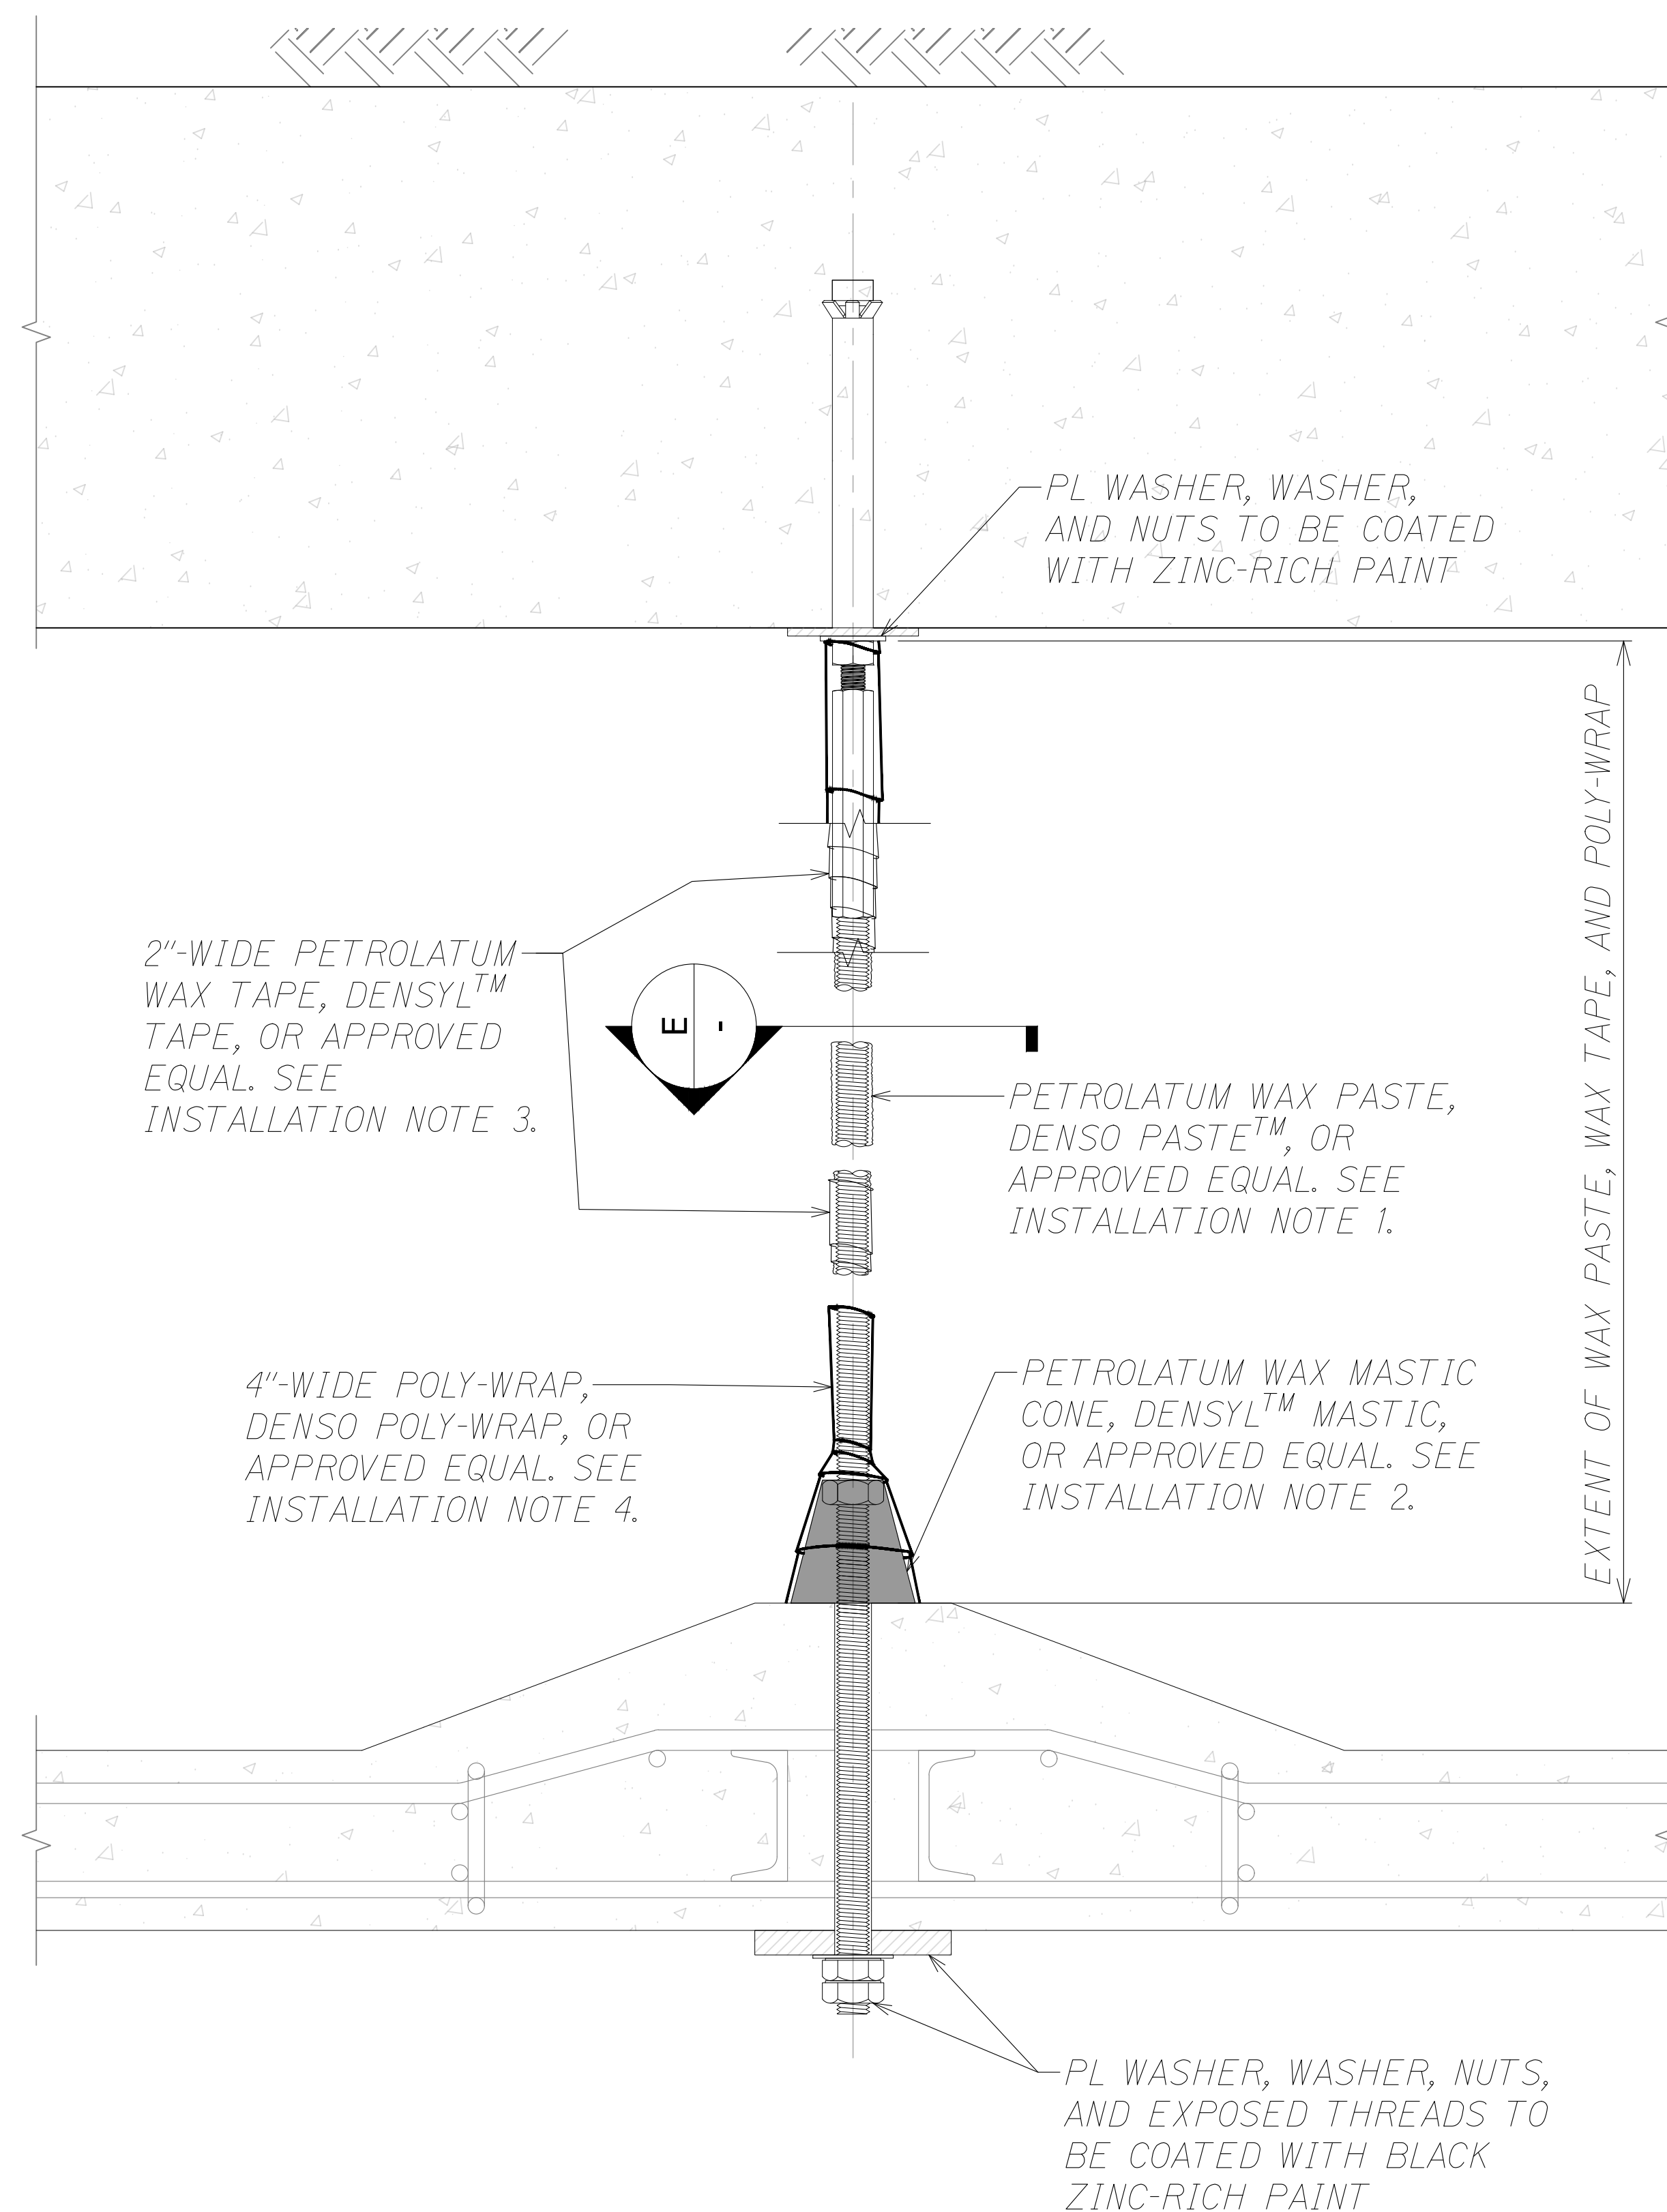 PL WASHER, WASHER,
AND NUTS TO BE COATED
WITH ZINC-RICH PAINT
EXTENT OF WAX PASTE, WAX TAPE, AND POLY-WRAP
2"-WIDE PETROLATUM
WAX TAPE, DENSYL™
TAPE, OR APPROVED
EQUAL. SEE
INSTALLATION NOTE 3.
E
-
PETROLATUM WAX PASTE,
DENSO PASTE™, OR
APPROVED EQUAL. SEE
INSTALLATION NOTE 1.
4"-WIDE POLY-WRAP,
DENSO POLY-WRAP, OR
APPROVED EQUAL. SEE
INSTALLATION NOTE 4.
PETROLATUM WAX MASTIC
CONE, DENSYL™ MASTIC,
OR APPROVED EQUAL. SEE
INSTALLATION NOTE 2.
PL WASHER, WASHER, NUTS,
AND EXPOSED THREADS TO
BE COATED WITH BLACK
ZINC-RICH PAINT